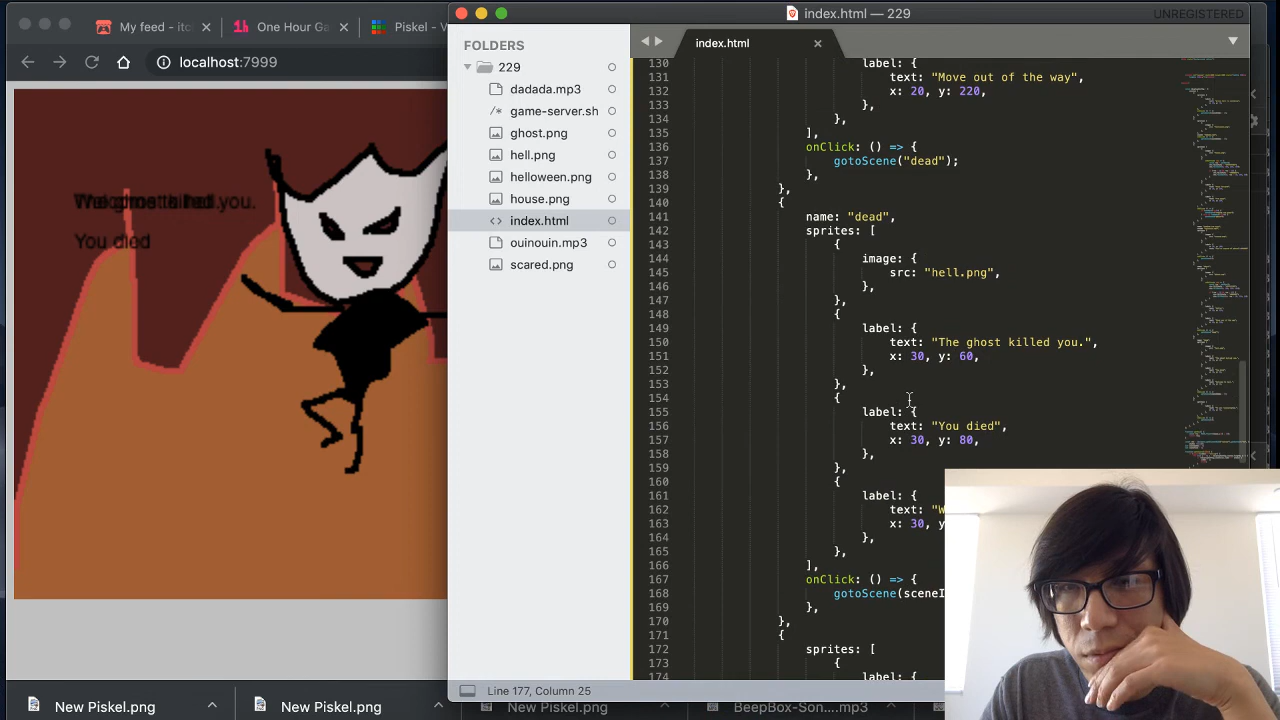 My feed - itc
One Hour Ga
Piskel - V
localhost:7999
You died
New Piskel.png
New Piskel.png
index.html — 229
UNREGISTERED
FOLDERS
229
dadada.mp3
game-server.sh
ghost.png
hell.png
helloween.png
house.png
index.html
ouinouin.mp3
scared.png
index.html
130 label: {
131 text: "Move out of the way",
132 x: 20, y: 220,
133 },
134 },
135 ],
136 onClick: () => {
137 gotoScene("dead");
138 },
139 },
140 {
141 name: "dead",
142 sprites: [
143 {
144 image: {
145 src: "hell.png",
146 },
147 },
148 {
149 label: {
150 text: "The ghost killed you.",
151 x: 30, y: 60,
152 },
153 },
154 {
155 label: {
156 text: "You died",
157 x: 30, y: 80,
158 },
159 },
160 {
161 label: {
162 text: "W
163 x: 30, y
164 },
165 },
166 ],
167 onClick: () => {
168 gotoScene(sceneI
169 },
170 },
171 {
172 sprites: [
173 {
174 label: {
Line 177, Column 25
New Piskel.png
BeepBox-Son....mp3